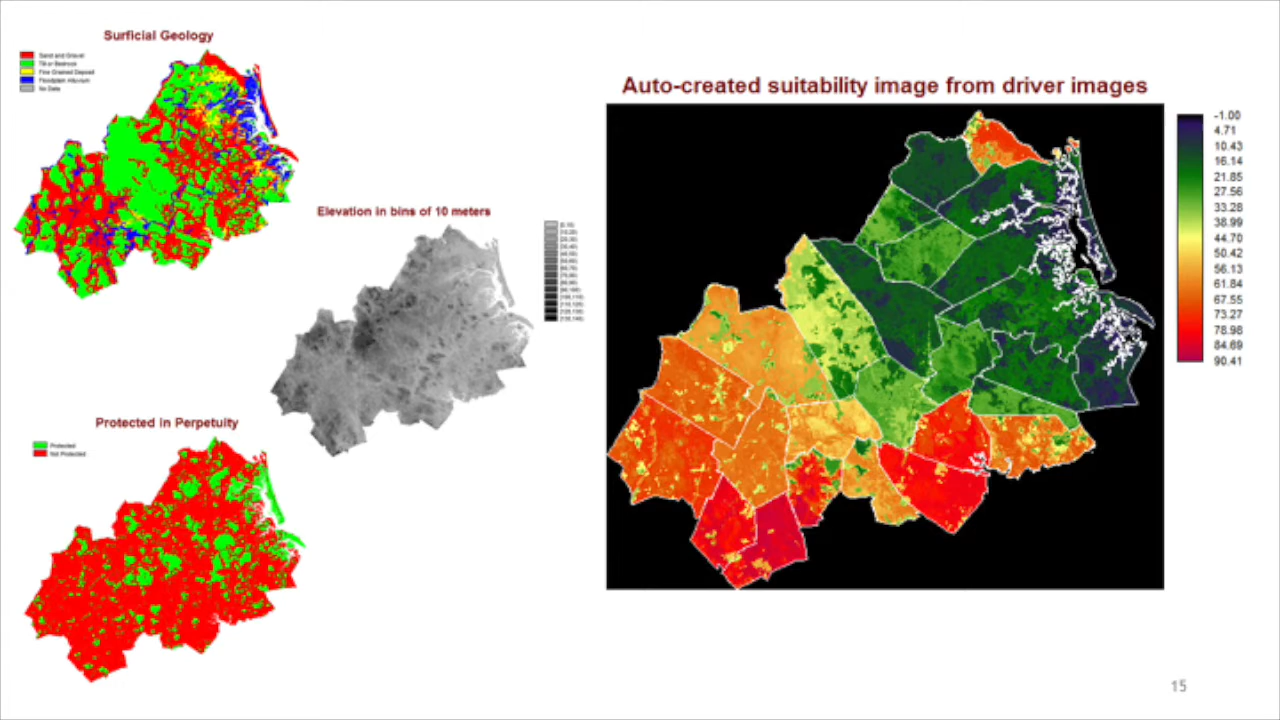 Surficial Geology
Sand and Gravel
Till or Bedrock
Fine Grained Deposit
Floodplain Alluvium
No Data
Elevation in bins of 10 meters
Protected in Perpetuity
Protected
Not Protected
Auto-created suitability image from driver images
-1.00
4.71
10.43
16.14
21.85
27.56
33.28
38.99
44.70
50.42
56.13
61.84
67.55
73.27
78.98
84.69
90.41
15